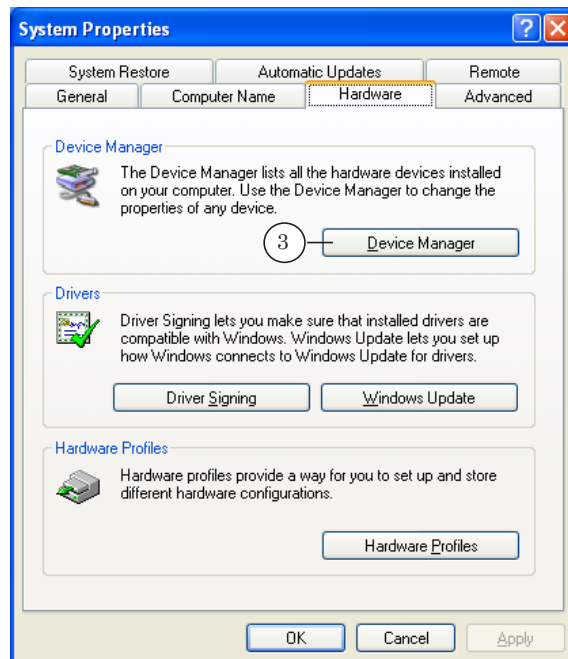 System Properties
System Restore Automatic Updates Remote
General Computer Name Hardware Advanced
Device Manager
The Device Manager lists all the hardware devices installed
on your computer. Use the Device Manager to change the
properties of any device.
3 Device Manager
Drivers
Driver Signing lets you make sure that installed drivers are
compatible with Windows. Windows Update lets you set up
how Windows connects to Windows Update for drivers.
Driver Signing Windows Update
Hardware Profiles
Hardware profiles provide a way for you to set up and store
different hardware configurations.
Hardware Profiles
OK Cancel Apply